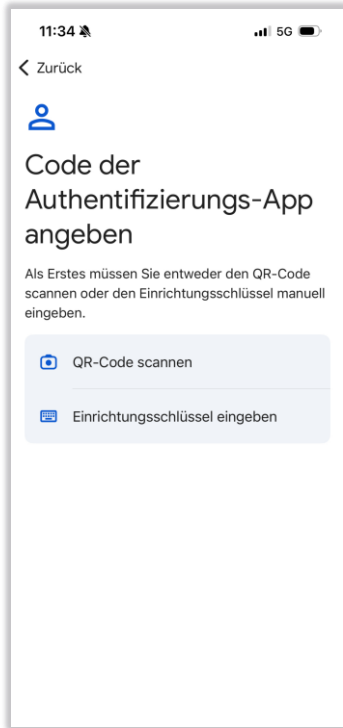 11:34
5G
Zurück
Code der
Authentifizierungs-App
angeben
Als Erstes müssen Sie entweder den QR-Code
scannen oder den Einrichtungsschlüssel manuell
eingeben.
QR-Code scannen
Einrichtungsschlüssel eingeben